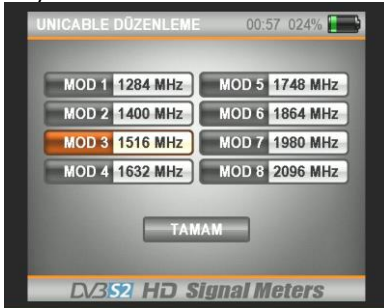 UNICABLE DÜZENLEME 00:57 024%
MOD 1 1284 MHz MOD 5 1748 MHz
MOD 2 1400 MHz MOD 6 1864 MHz
MOD 3 1516 MHz MOD 7 1980 MHz
MOD 4 1632 MHz MOD 8 2096 MHz
TAMAM
DVB S2 HD Signal Meters